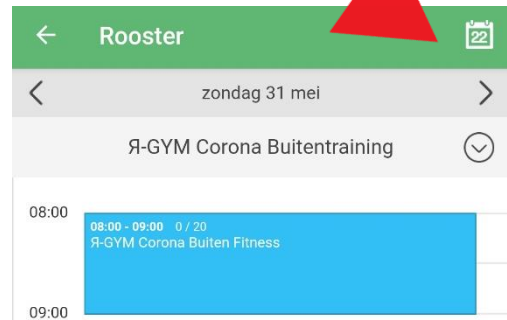 Rooster
22
zondag 31 mei
Я-GYM Corona Buitentraining
08:00
08:00 - 09:00 0 / 20
Я-GYM Corona Buiten Fitness
09:00